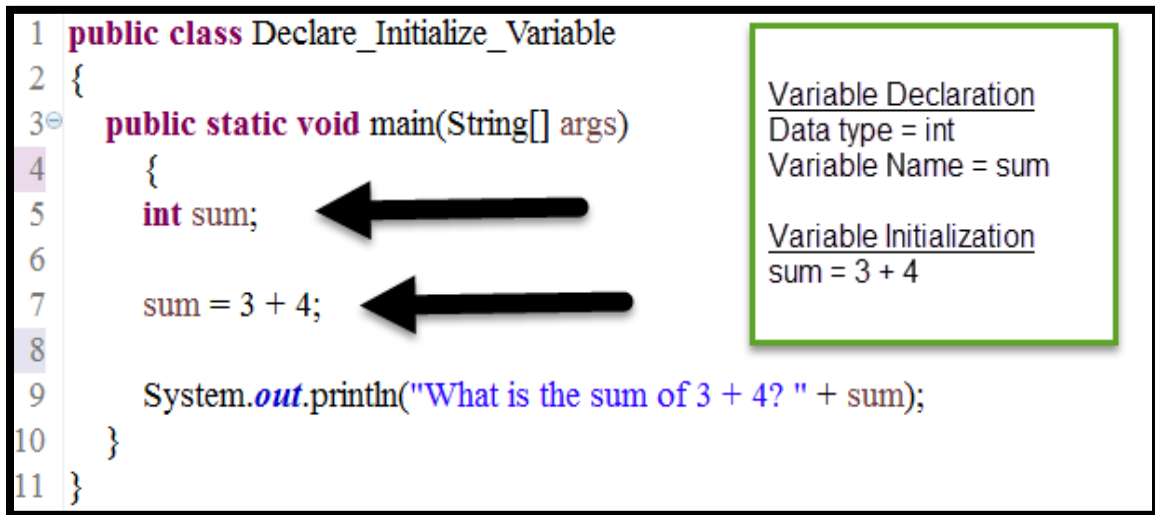 1 public class Declare_Initialize_Variable
2 {
3 public static void main(String[] args)
4 {
5 int sum;
6
7 sum = 3 + 4;
8
9 System.out.println("What is the sum of 3 + 4? " + sum);
10 }
11 }
Variable Declaration
Data type = int
Variable Name = sum
Variable Initialization
sum = 3 + 4